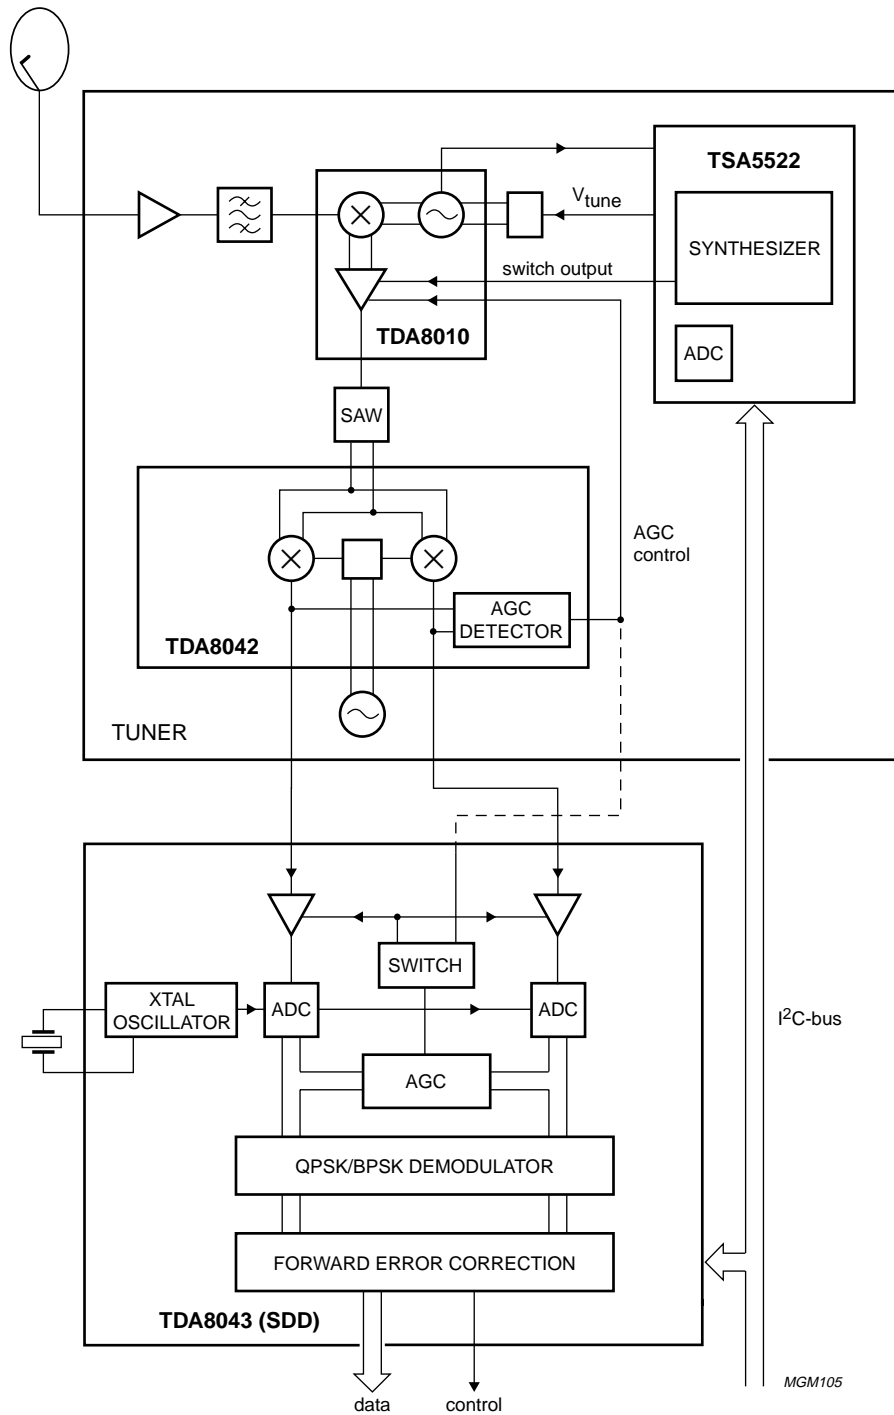 TSA5522
Vtune
SYNTHESIZER
switch output
TDA8010
ADC
SAW
AGC
control
AGC
DETECTOR
TDA8042
TUNER
SWITCH
XTAL
OSCILLATOR
ADC
ADC
I2C-bus
AGC
QPSK/BPSK DEMODULATOR
FORWARD ERROR CORRECTION
TDA8043 (SDD)
MGM105
data
control